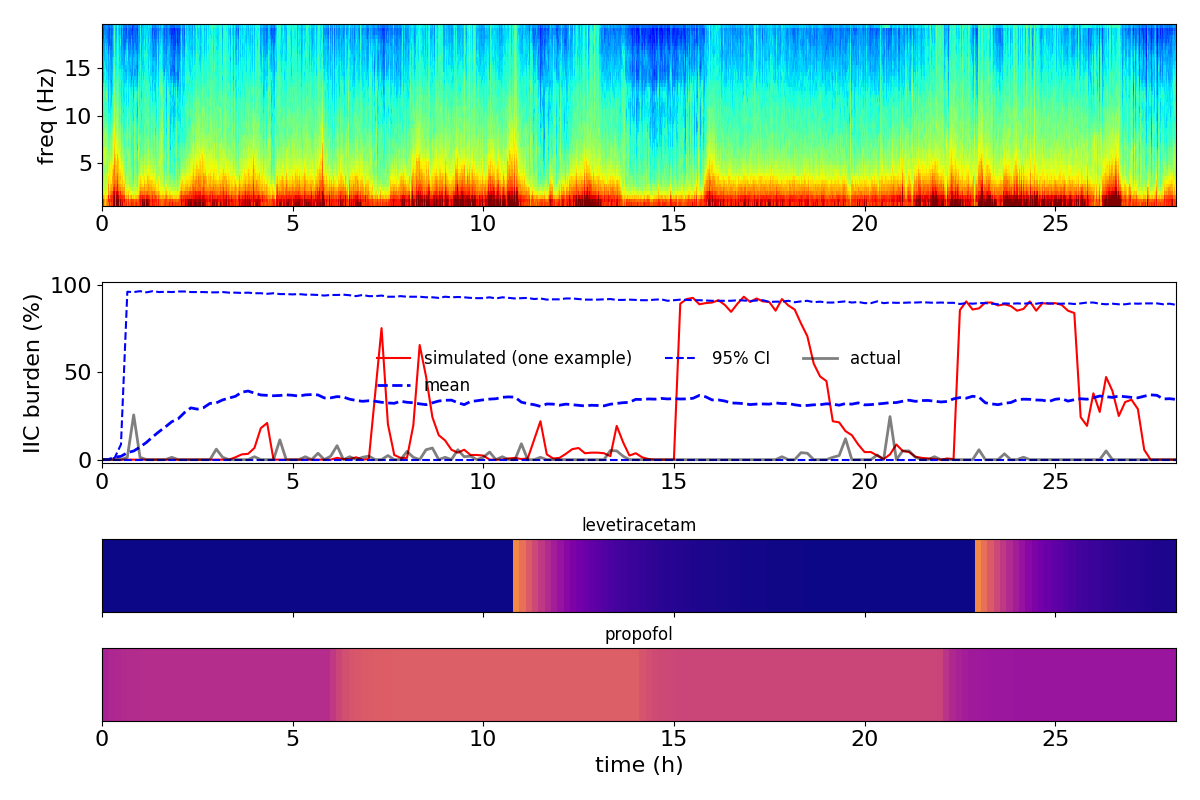 freq (Hz)
15
10
5
0 5 10 15 20 25
IIC burden (%)
100
50
0
simulated (one example) 95% CI actual
mean
0 5 10 15 20 25
levetiracetam
propofol
0 5 10 15 20 25
time (h)